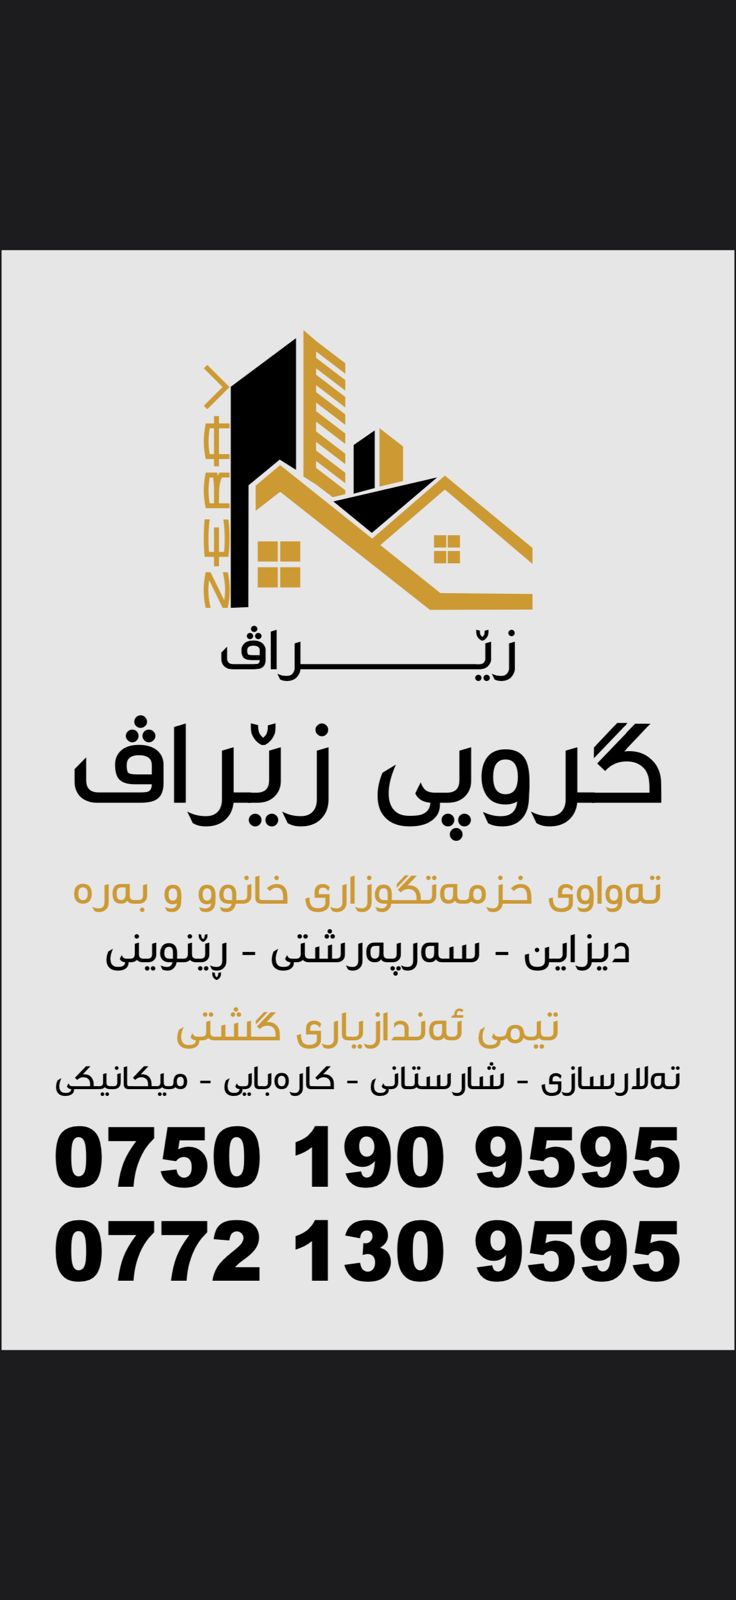 ZERAV
زێــــــراڤ
گروپی زێراڤ
تەواوی خزمەتگوزاری خانوو و بەرە
دیزاین - سەرپەرشتی - ڕێنوینی
تیمی ئەندازیاری گشتی
تەلارسازی - شارستانی - کارەبایی - میکانیکی
0750 190 9595
0772 130 9595